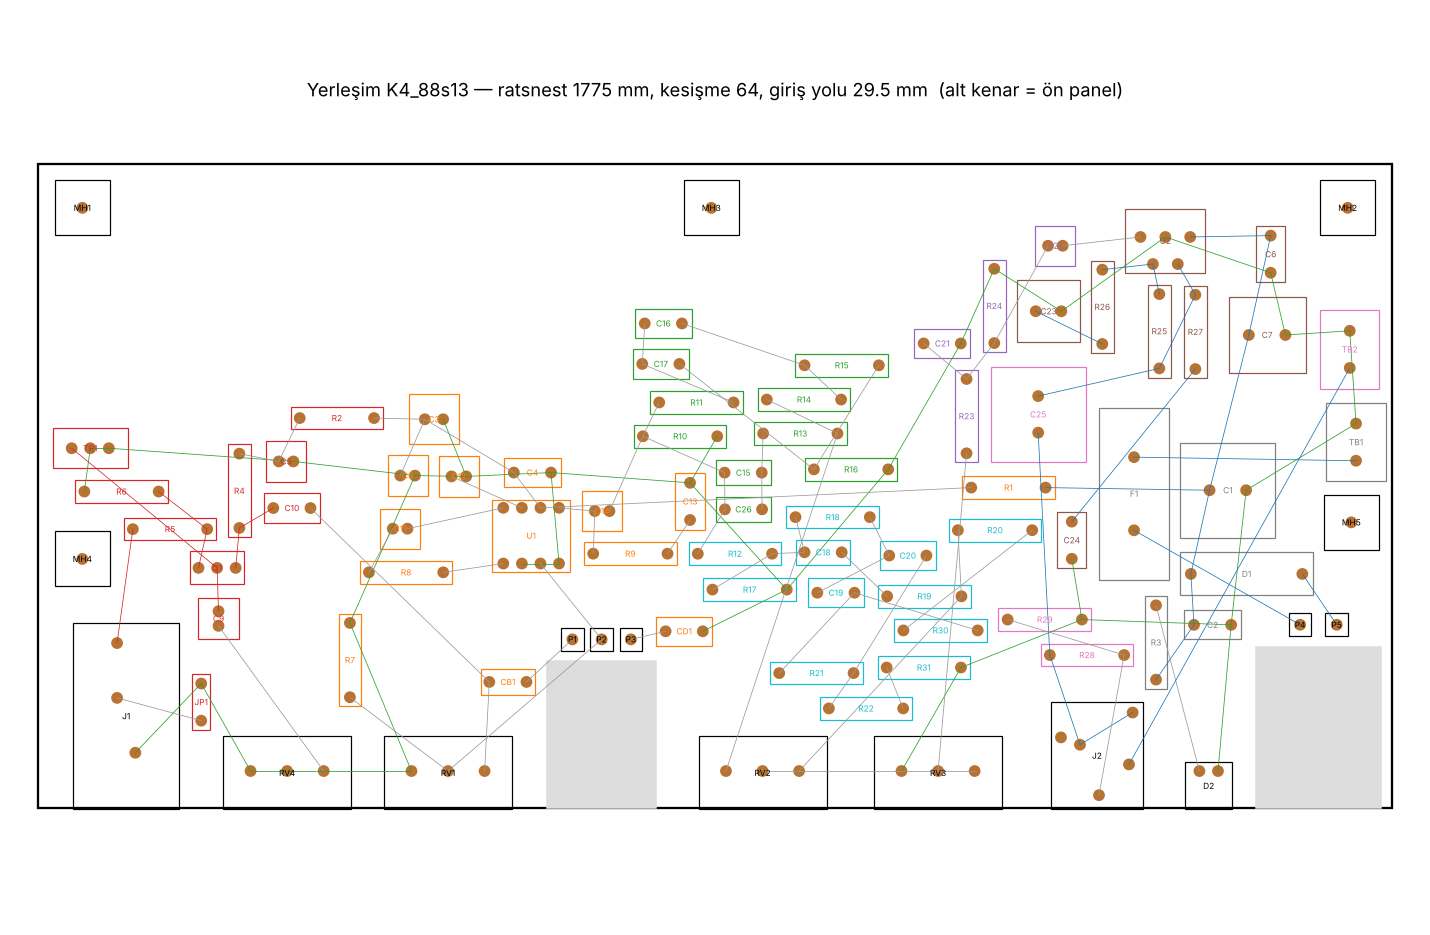 Yerleşim K4_88s13 — ratsnest 1775 mm, kesişme 64, giriş yolu 29.5 mm (alt kenar = ön panel)
MH1
MH3
MH2
C6
R24
C23
R26
C16
R25
R27
C7
C21
TB2
C17
R15
R11
R14
C25
R2
R23
R10
R13
TB1
R16
C15
C4
R4
R6
R1
F1
C1
C13
C10
C26
R18
MH5
R5
R20
U1
R9
R12
C18
C20
C24
MH4
R8
D1
R17
C19
R19
R29
C2
P4
P5
CD1
R30
P1
P2
P3
R3
R28
R7
R31
R21
CB1
JP1
R22
J1
J2
RV4
RV1
RV2
RV3
D2